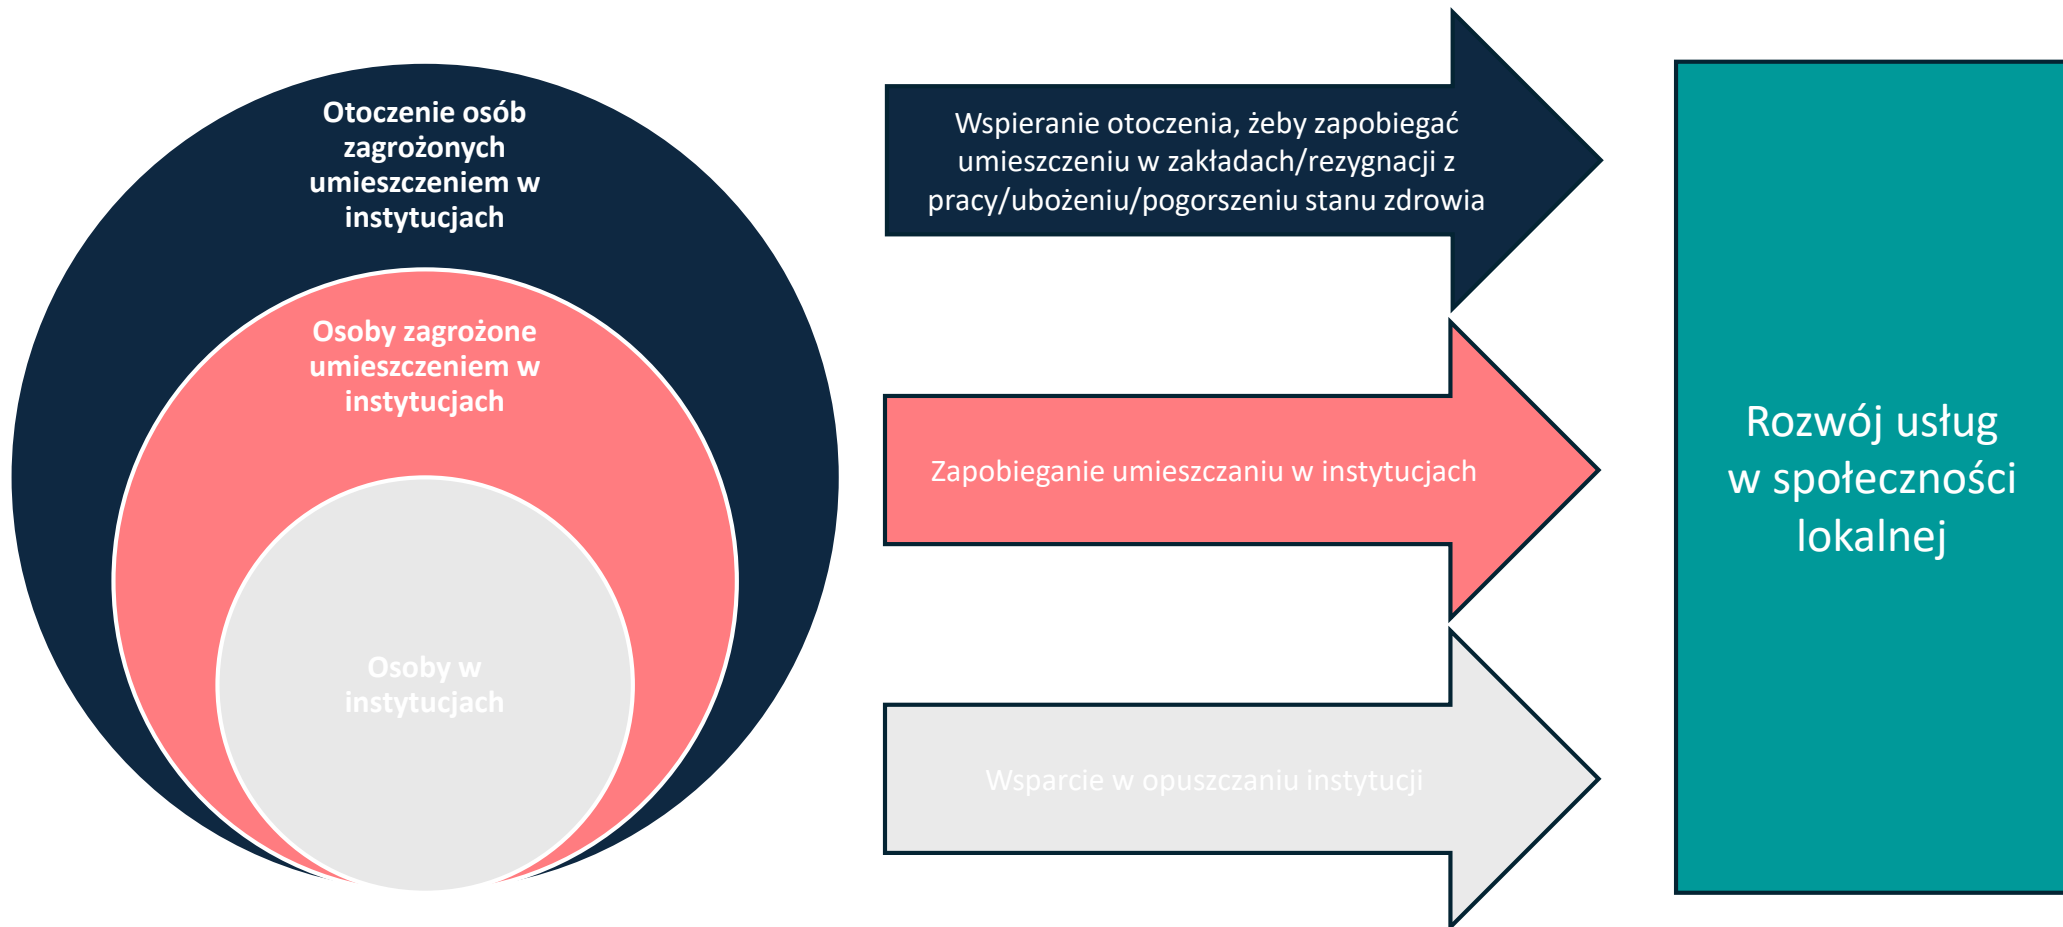 Otoczenie osób
zagrożonych
umieszczeniem w
instytucjach
Osoby zagrożone
umieszczeniem w
instytucjach
Osoby w
instytucjach
Wspieranie otoczenia, żeby zapobiegać
umieszczeniu w zakładach/rezygnacji z
pracy/ubożeniu/pogorszeniu stanu zdrowia
Zapobieganie umieszczaniu w instytucjach
Wsparcie w opuszczaniu instytucji
Rozwój usług
w społeczności
lokalnej